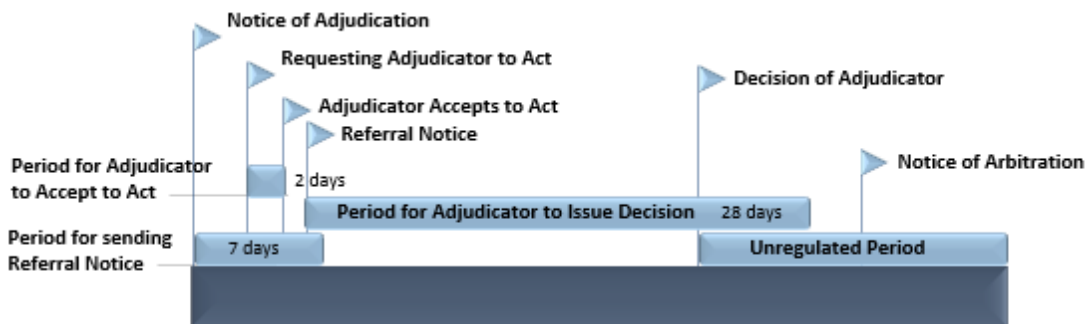 Notice of Adjudication
Requesting Adjudicator to Act
Decision of Adjudicator
Adjudicator Accepts to Act
Referral Notice
Notice of Arbitration
Period for Adjudicator
to Accept to Act
2 days
Period for Adjudicator to Issue Decision 28 days
Period for sending
Referral Notice
7 days
Unregulated Period